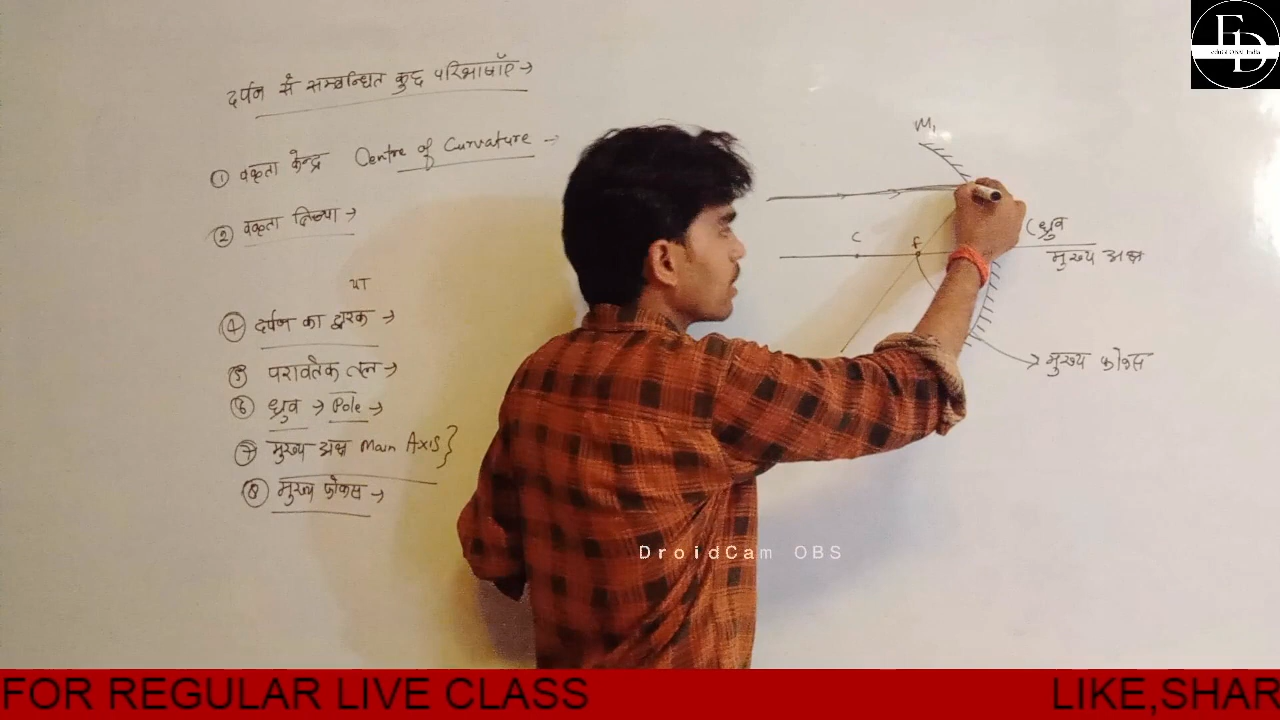 दर्पण से सम्बन्धित कुछ परिभाषाएँ →
① वक्रता केन्द्र Centre of Curvature →
② वक्रता त्रिज्या →
या
④ दर्पण का द्वारक →
⑤ परावर्तक तल →
⑥ ध्रुव → Pole →
⑦ मुख्य अक्ष Main Axis }
⑧ मुख्य फोकस →
M₁
C
F
(ध्रुव
मुख्य अक्ष
→ मुख्य फोकस
DroidCam OBS
ED
FOR REGULAR LIVE CLASS
LIKE,SHAR